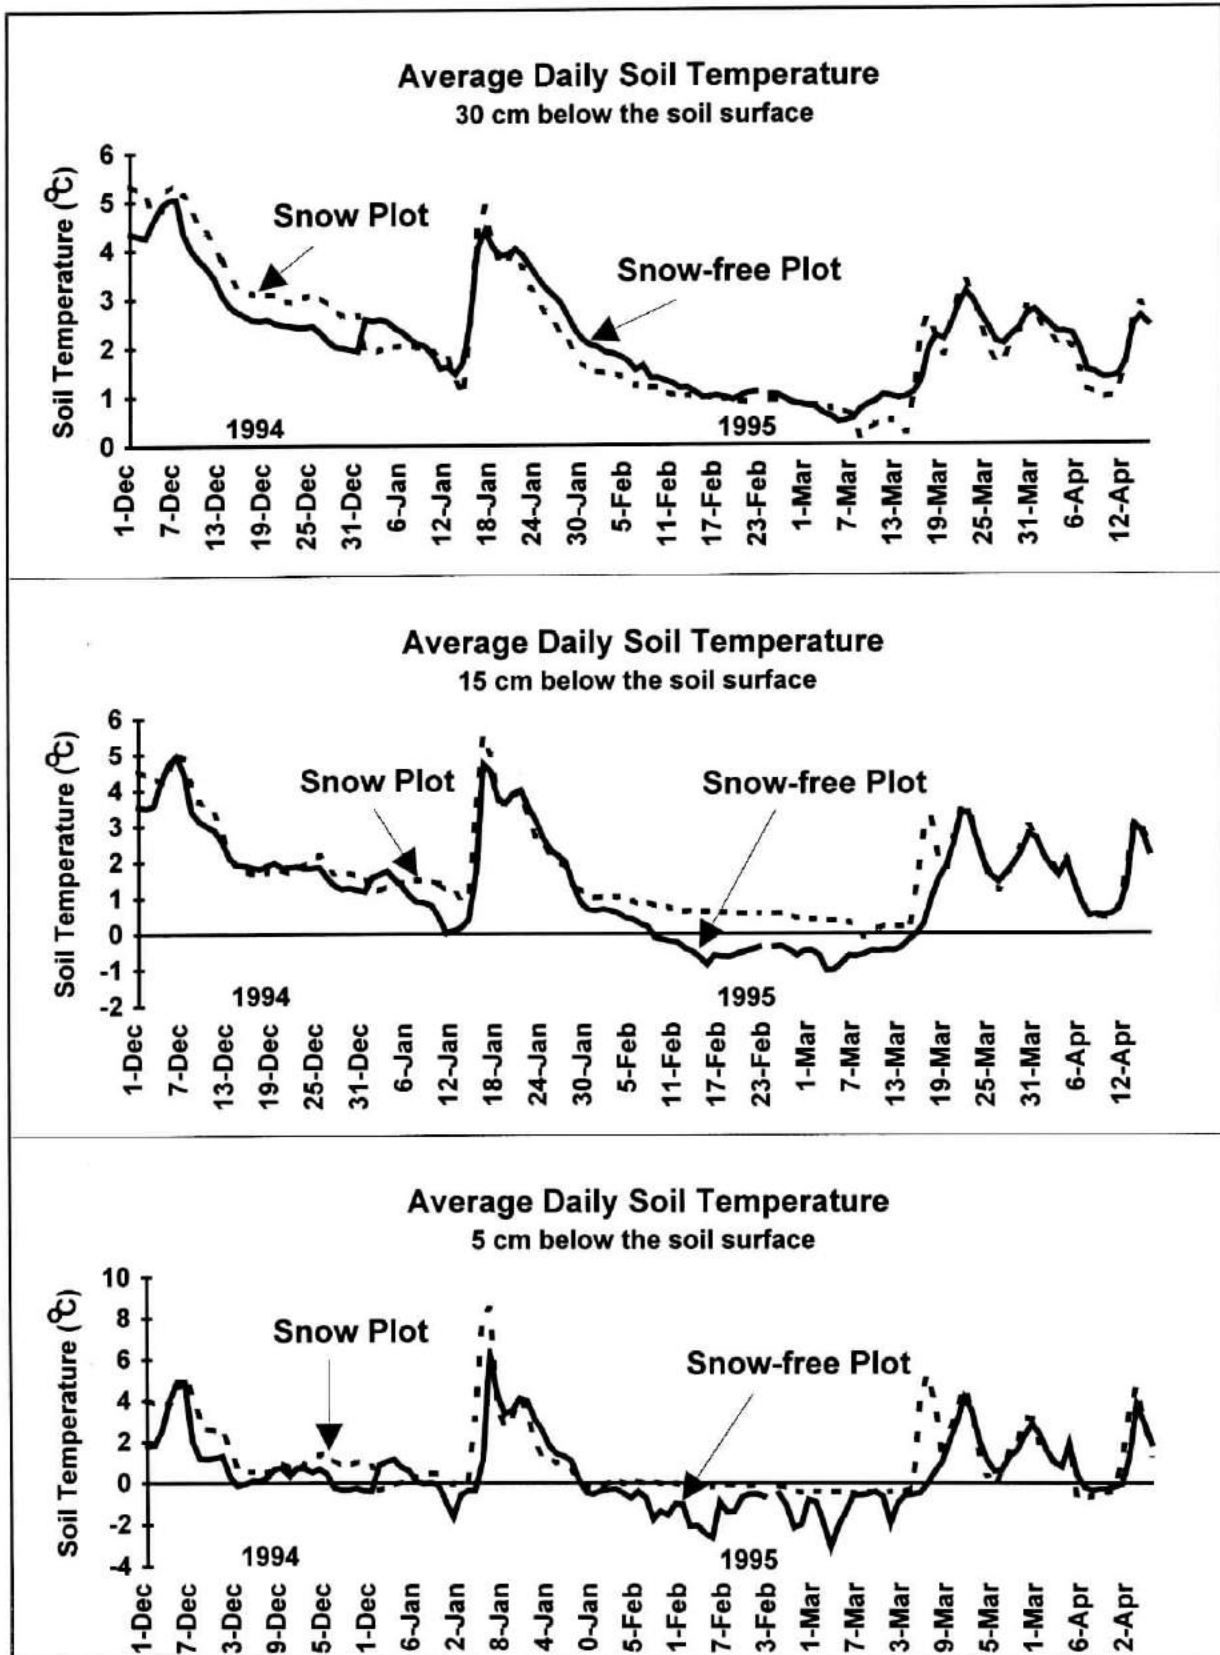 Average Daily Soil Temperature
30 cm below the soil surface
Soil Temperature (°C)
6
5
4
3
2
1
0
Snow Plot
Snow-free Plot
1994
1995
1-Dec
7-Dec
13-Dec
19-Dec
25-Dec
31-Dec
6-Jan
12-Jan
18-Jan
24-Jan
30-Jan
5-Feb
11-Feb
17-Feb
23-Feb
1-Mar
7-Mar
13-Mar
19-Mar
25-Mar
31-Mar
6-Apr
12-Apr
Average Daily Soil Temperature
15 cm below the soil surface
Soil Temperature (°C)
6
5
4
3
2
1
0
-1
-2
Snow Plot
Snow-free Plot
1994
1995
1-Dec
7-Dec
13-Dec
19-Dec
25-Dec
31-Dec
6-Jan
12-Jan
18-Jan
24-Jan
30-Jan
5-Feb
11-Feb
17-Feb
23-Feb
1-Mar
7-Mar
13-Mar
19-Mar
25-Mar
31-Mar
6-Apr
12-Apr
Average Daily Soil Temperature
5 cm below the soil surface
Soil Temperature (°C)
10
8
6
4
2
0
-2
-4
Snow Plot
Snow-free Plot
1994
1995
1-Dec
7-Dec
3-Dec
9-Dec
5-Dec
1-Dec
6-Jan
2-Jan
8-Jan
4-Jan
0-Jan
5-Feb
1-Feb
7-Feb
3-Feb
1-Mar
7-Mar
3-Mar
9-Mar
5-Mar
1-Mar
6-Apr
2-Apr